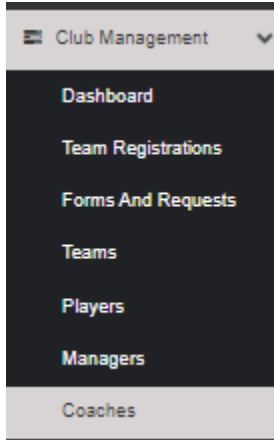 Club Management
Dashboard
Team Registrations
Forms And Requests
Teams
Players
Managers
Coaches